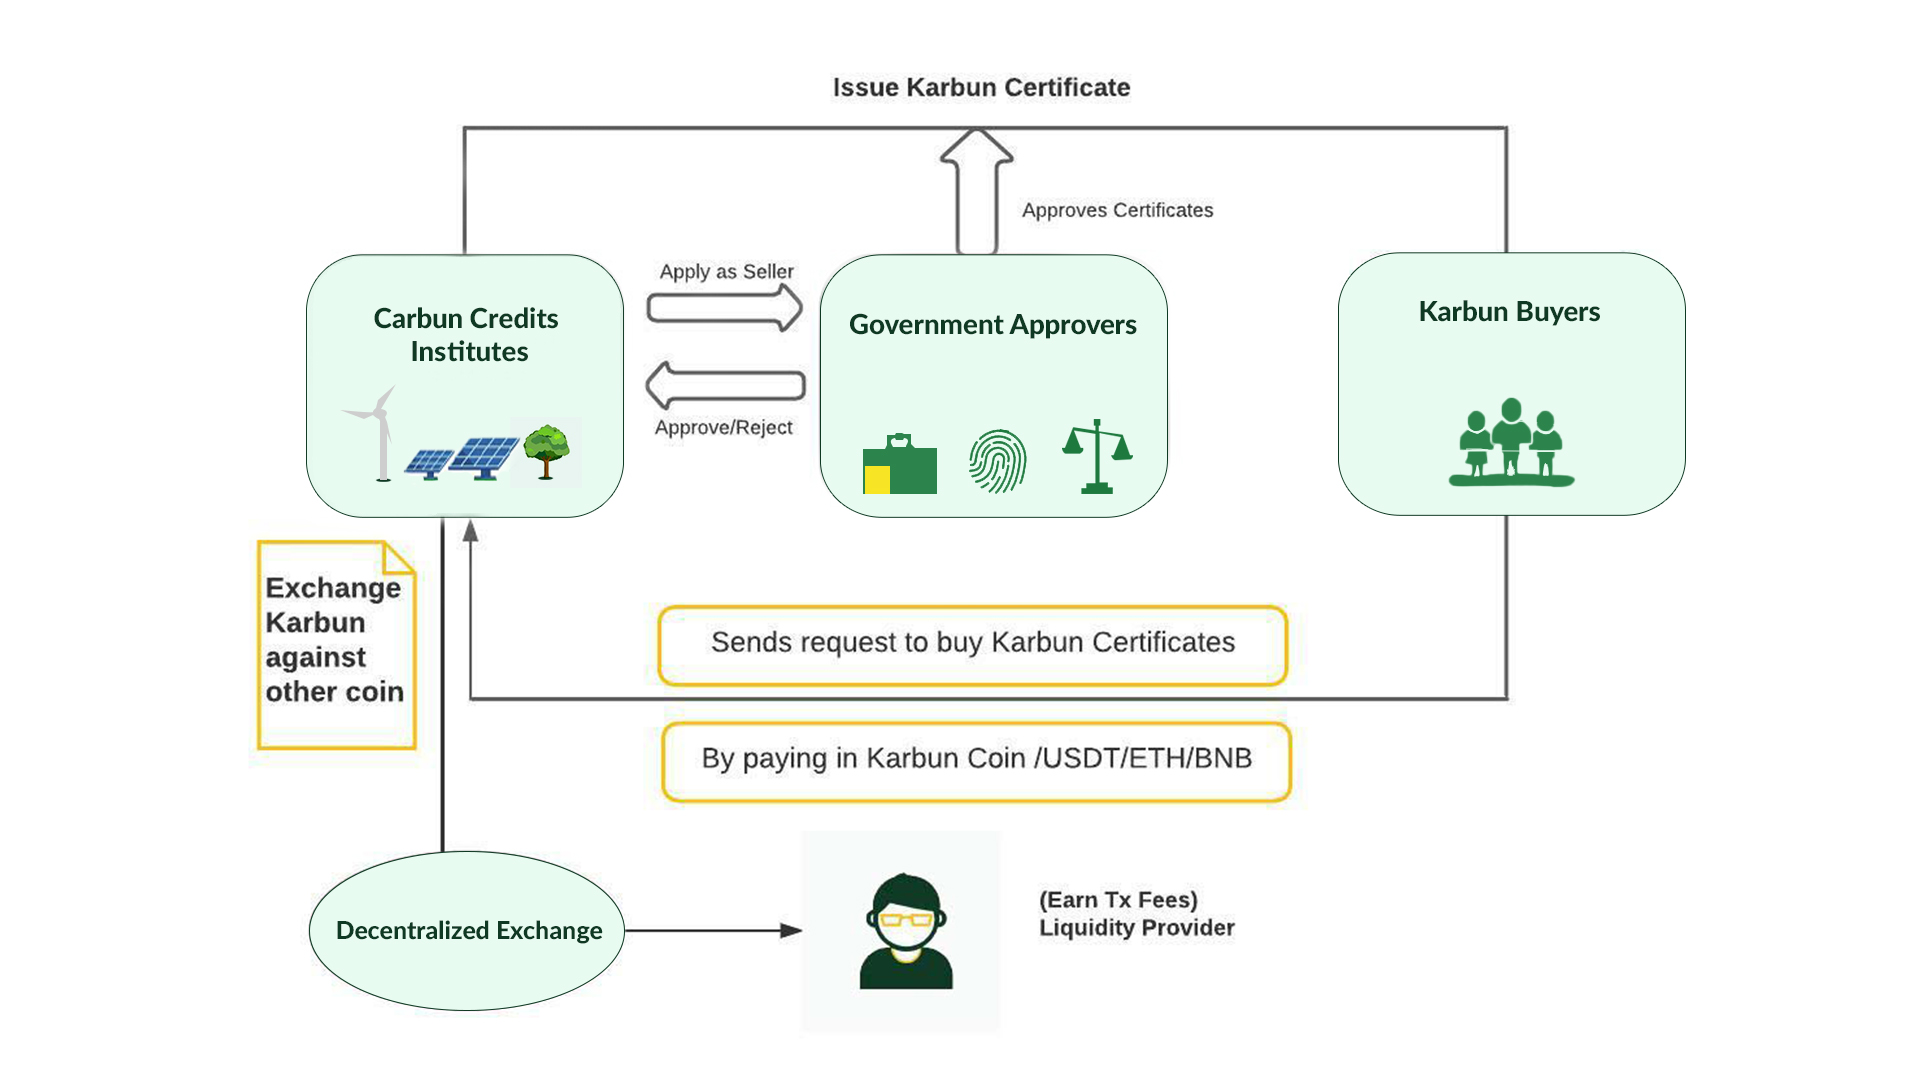 Issue Karbun Certificate
Approves Certificates
Apply as Seller
Carbun Credits
Institutes
Government Approvers
Karbun Buyers
Approve/Reject
Exchange
Karbun
against
other coin
Sends request to buy Karbun Certificates
By paying in Karbun Coin /USDT/ETH/BNB
Decentralized Exchange
(Earn Tx Fees)
Liquidity Provider